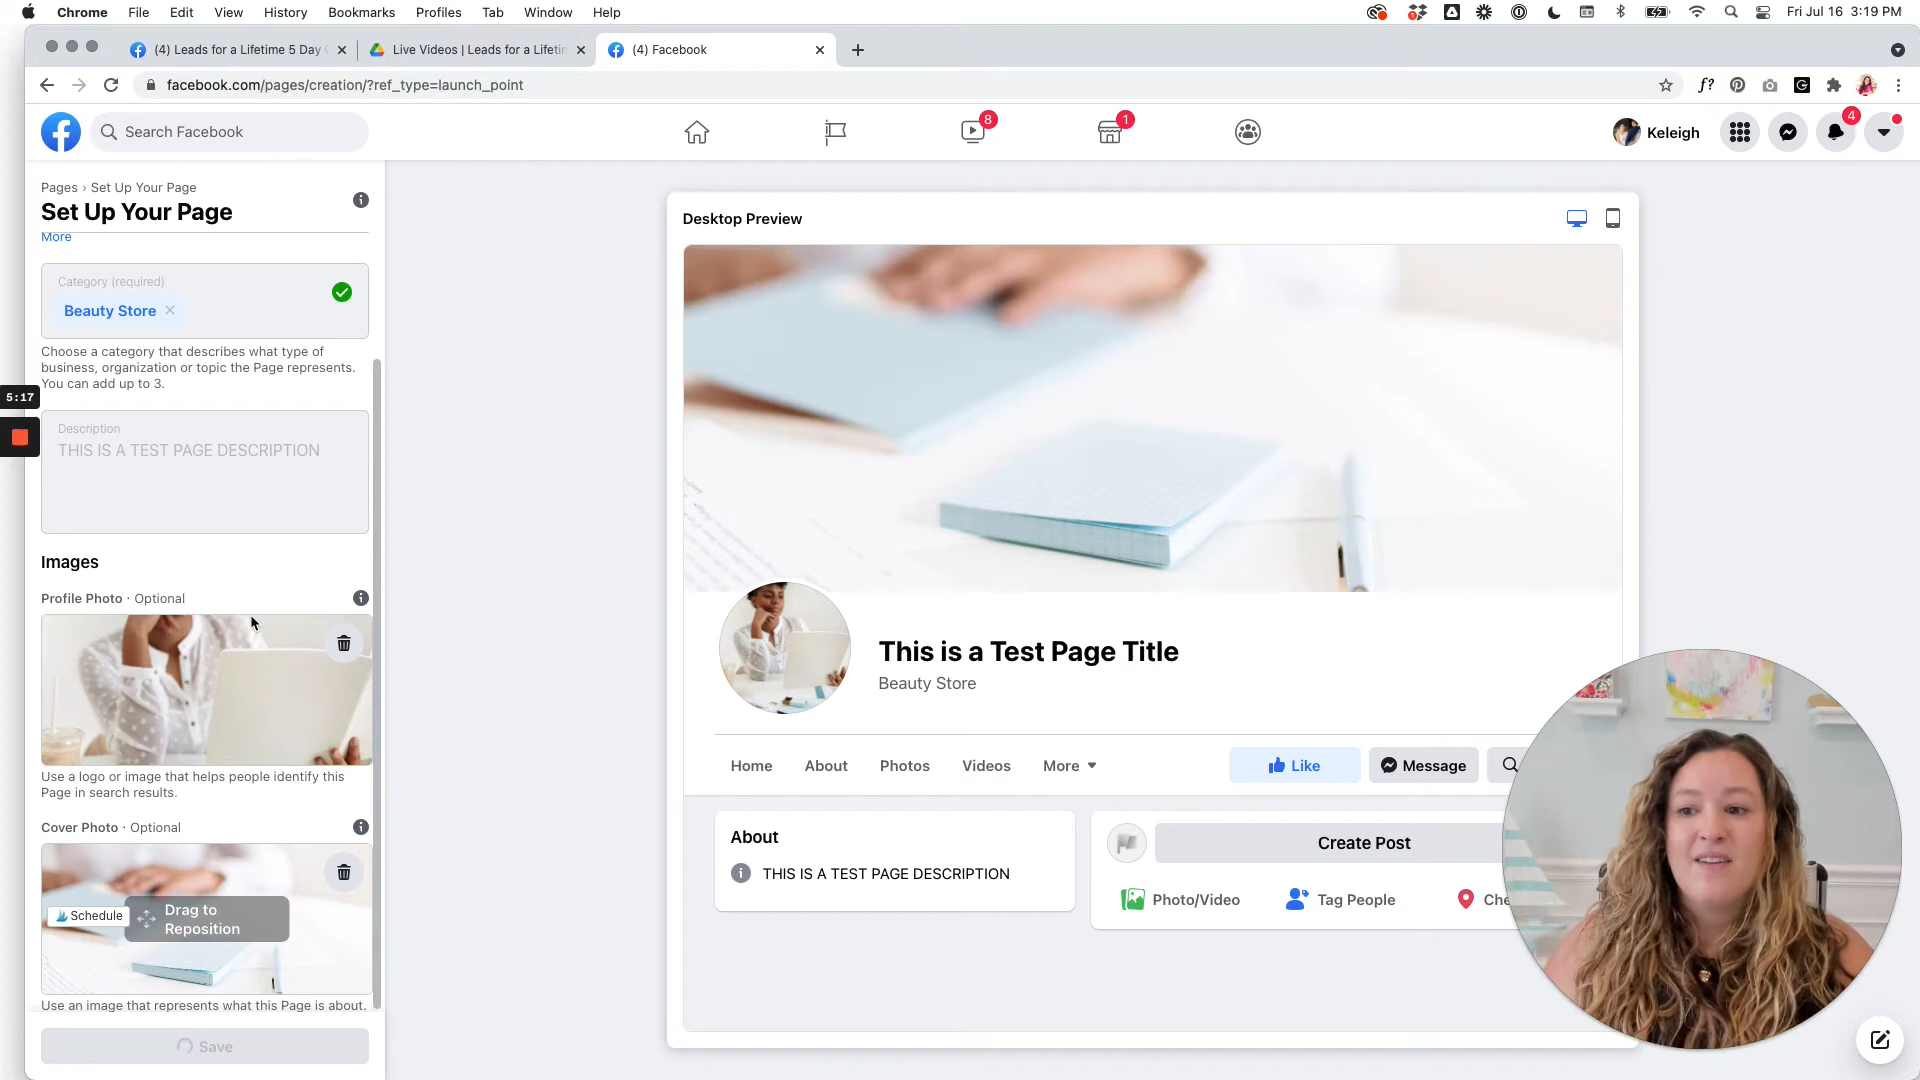 Chrome File Edit View History Bookmarks Profiles Tab Window Help
Fri Jul 16 3:19 PM
(4) Leads for a Lifetime 5 Day
Live Videos | Leads for a Lifetim
(4) Facebook
facebook.com/pages/creation/?ref_type=launch_point
f?
Search Facebook
8
1
Keleigh
4
Pages › Set Up Your Page
Set Up Your Page
More
Category (required)
Beauty Store
Choose a category that describes what type of
business, organization or topic the Page represents.
You can add up to 3.
5:17
Description
THIS IS A TEST PAGE DESCRIPTION
Images
Profile Photo · Optional
Use a logo or image that helps people identify this
Page in search results.
Cover Photo · Optional
Schedule
Drag to
Reposition
Use an image that represents what this Page is about.
Save
Desktop Preview
This is a Test Page Title
Beauty Store
Home About Photos Videos More
Like
Message
About
THIS IS A TEST PAGE DESCRIPTION
Create Post
Photo/Video
Tag People
Che